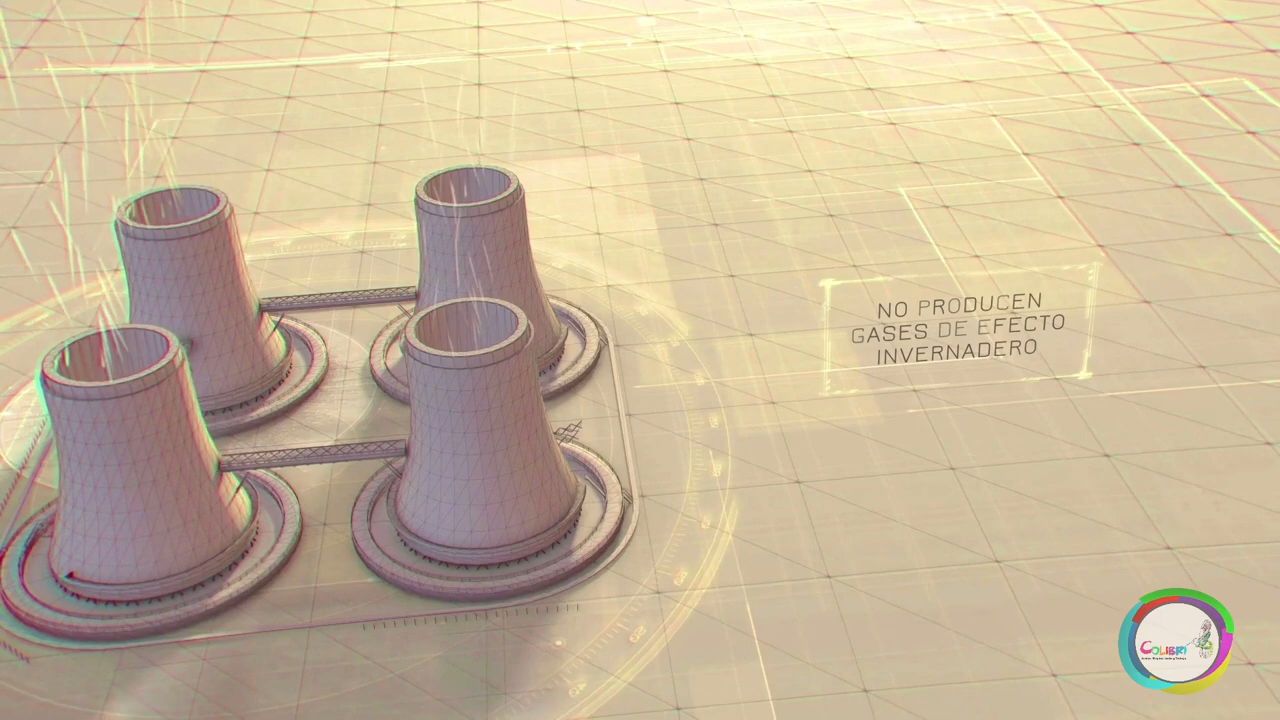 NO PRODUCEN
GASES DE EFECTO
INVERNADERO
COLIBRI